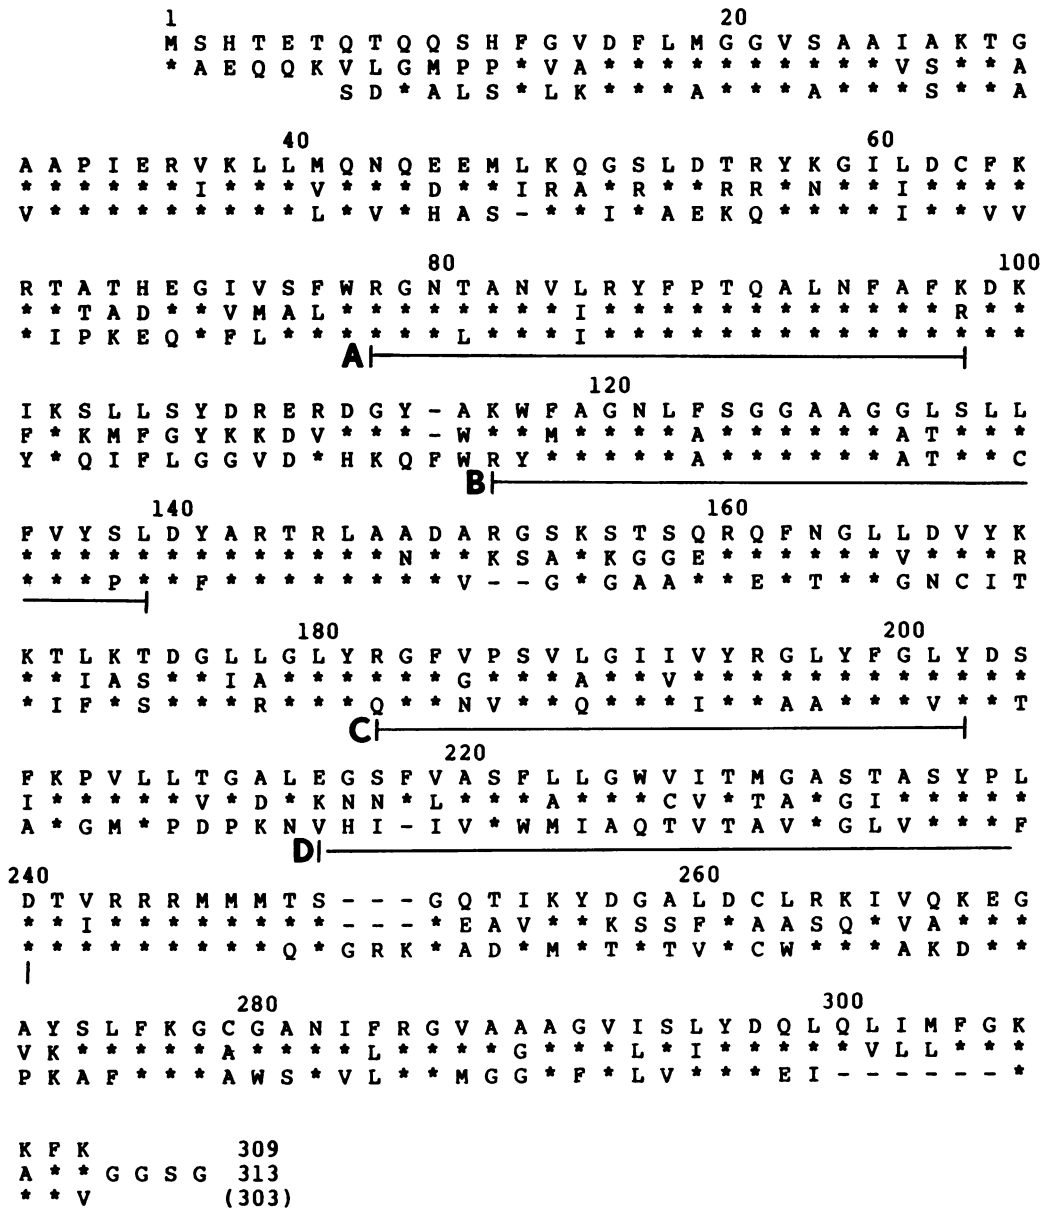 1 20
M S H T E T Q T Q Q S H F G V D F L M G G V S A A I A K T G
* A E Q Q K V L G M P P * V A * * * * * * * * * * V S * * A
S D * A L S * L K * * * A * * * A * * * S * * A
40 60
A A P I E R V K L L M Q N Q E E M L K Q G S L D T R Y K G I L D C F K
* * * * * * I * * * V * * * D * * I R A * R * * R R * N * * I * * * *
V * * * * * * * * * L * V * H A S - * * I * A E K Q * * * * I * * V V
80 100
R T A T H E G I V S F W R G N T A N V L R Y F P T Q A L N F A F K D K
* * T A D * * V M A L * * * * * * * * I * * * * * * * * * * * * R * *
* I P K E Q * F L * * * * * * L * * * I * * * * * * * * * * * * * * *
A
120
I K S L L S Y D R E R D G Y - A K W F A G N L F S G G A A G G L S L L
F * K M F G Y K K D V * * * - W * * M * * * * A * * * * * * A T * * *
Y * Q I F L G G V D * H K Q F W R Y * * * * * A * * * * * * A T * * C
B
140 160
F V Y S L D Y A R T R L A A D A R G S K S T S Q R Q F N G L L D V Y K
* * * * * * * * * * * * * N * * K S A * K G G E * * * * * * V * * * R
* * * P * * F * * * * * * * * V - - G * G A A * * E * T * * G N C I T
180 200
K T L K T D G L L G L Y R G F V P S V L G I I V Y R G L Y F G L Y D S
* * I A S * * I A * * * * * * * G * * * A * * V * * * * * * * * * * *
* I F * S * * * R * * * Q * * N V * * Q * * * I * * A A * * * V * * T
C
220
F K P V L L T G A L E G S F V A S F L L G W V I T M G A S T A S Y P L
I * * * * * V * D * K N N * L * * * A * * * C V * T A * G I * * * * *
A * G M * P D P K N V H I - I V * W M I A Q T V T A V * G L V * * * F
D
240 260
D T V R R R M M M T S - - - G Q T I K Y D G A L D C L R K I V Q K E G
* * I * * * * * * * * - - - * E A V * * K S S F * A A S Q * V A * * *
* * * * * * * * * Q * G R K * A D * M * T * T V * C W * * * A K D * *
280 300
A Y S L F K G C G A N I F R G V A A A G V I S L Y D Q L Q L I M F G K
V K * * * * * A * * * * L * * * * G * * * L * I * * * * * V L L * * *
P K A F * * * A W S * V L * * M G G * F * L V * * * E I - - - - - - *
K F K 309
A * * G G S G 313
* * V (303)